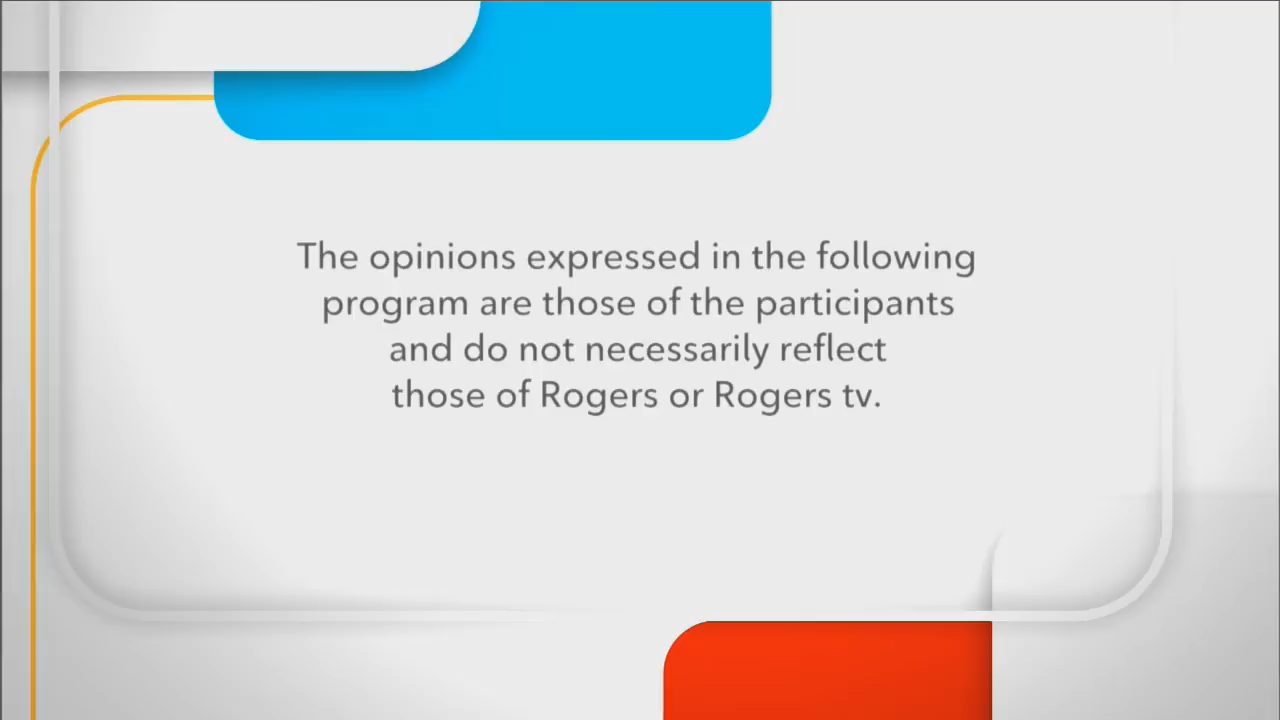 The opinions expressed in the following
program are those of the participants
and do not necessarily reflect
those of Rogers or Rogers tv.